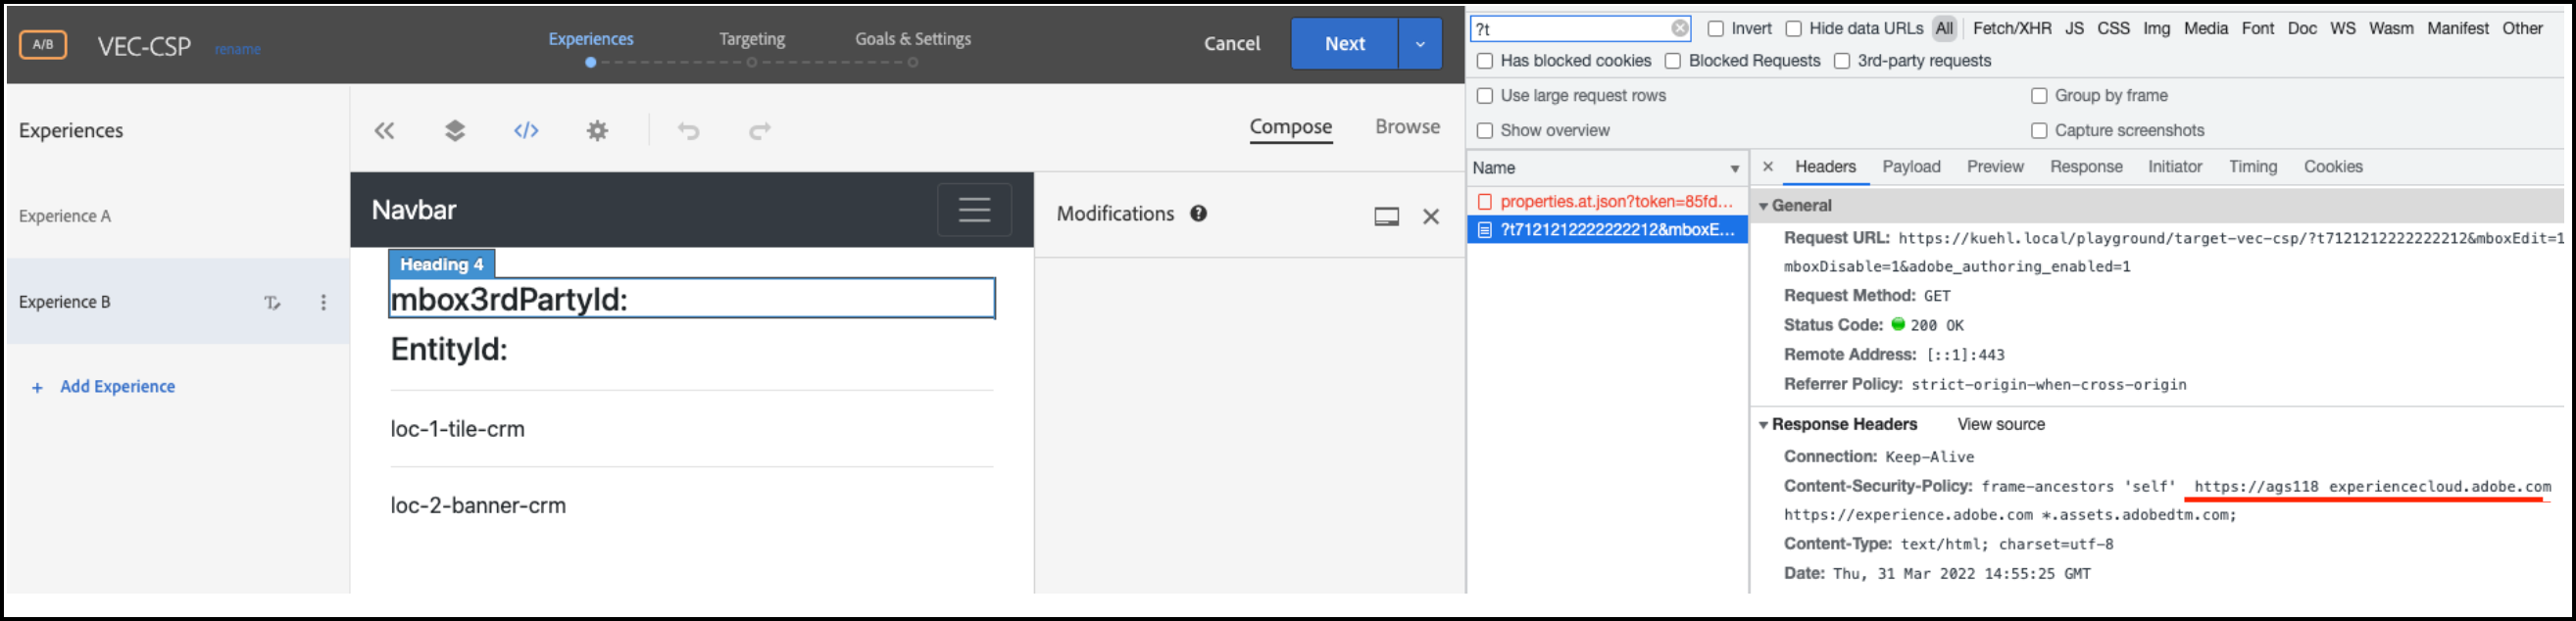 A/B VEC-CSP rename Experiences Targeting Goals & Settings Cancel Next
Experiences
Experience A
Experience B
+ Add Experience
Compose Browse
Navbar
Heading 4
mbox3rdPartyId:
EntityId:
loc-1-tile-crm
loc-2-banner-crm
Modifications ?
?t Invert Hide data URLs All Fetch/XHR JS CSS Img Media Font Doc WS Wasm Manifest Other
Has blocked cookies Blocked Requests 3rd-party requests
Use large request rows Group by frame
Show overview Capture screenshots
Name
properties.at.json?token=85fd...
?t7121212222222212&mboxE...
Headers Payload Preview Response Initiator Timing Cookies
General
Request URL: https://kuehl.local/playground/target-vec-csp/?t7121212222222212&mboxEdit=1
mboxDisable=1&adobe_authoring_enabled=1
Request Method: GET
Status Code: 200 OK
Remote Address: [::1]:443
Referrer Policy: strict-origin-when-cross-origin
Response Headers View source
Connection: Keep-Alive
Content-Security-Policy: frame-ancestors 'self' https://ags118 experiencecloud.adobe.com
https://experience.adobe.com *.assets.adobedtm.com;
Content-Type: text/html; charset=utf-8
Date: Thu, 31 Mar 2022 14:55:25 GMT